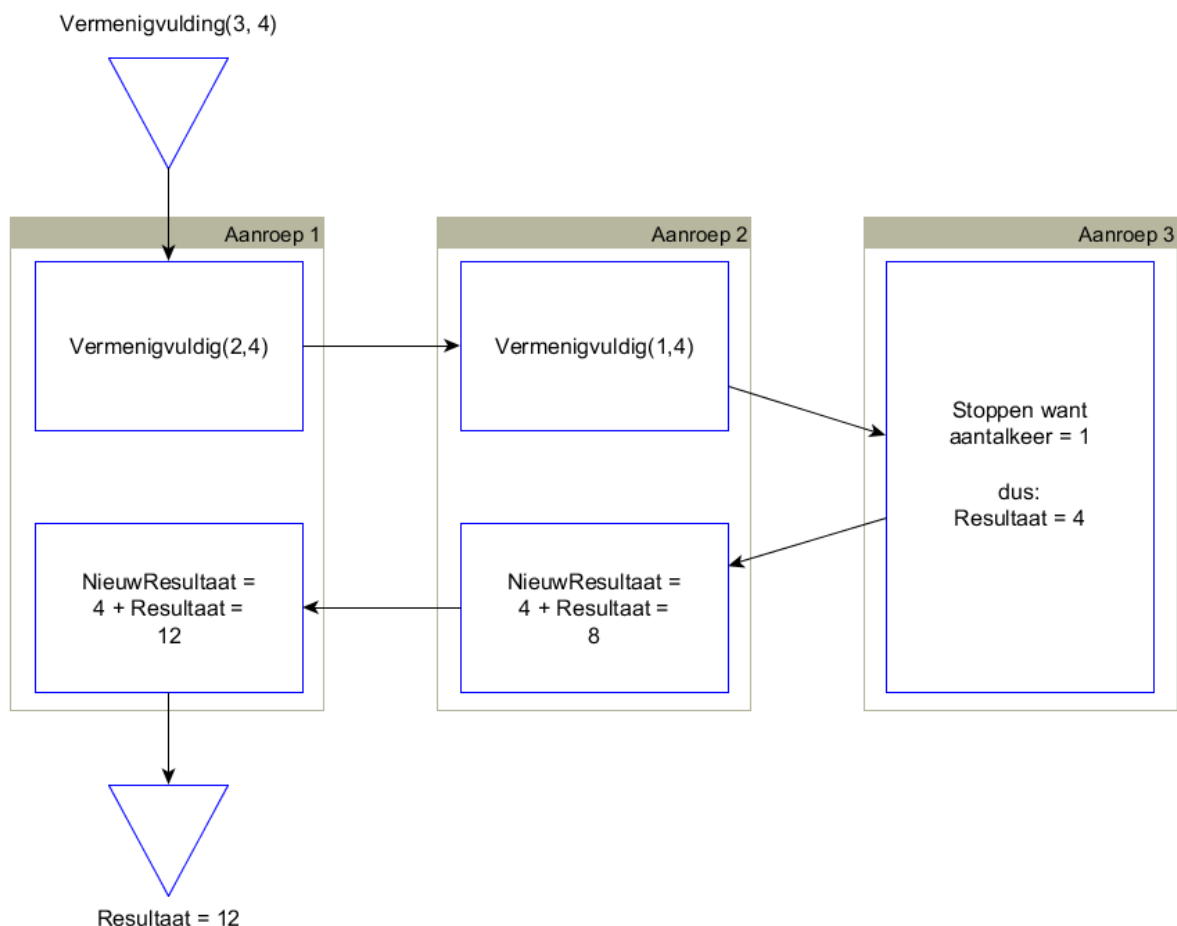 Vermenigvulding(3, 4)
Aanroep 1
Aanroep 2
Aanroep 3
Vermenigvuldig(2,4)
Vermenigvuldig(1,4)
Stoppen want
aantalkeer = 1
dus:
Resultaat = 4
NieuwResultaat =
4 + Resultaat =
12
NieuwResultaat =
4 + Resultaat =
8
Resultaat = 12